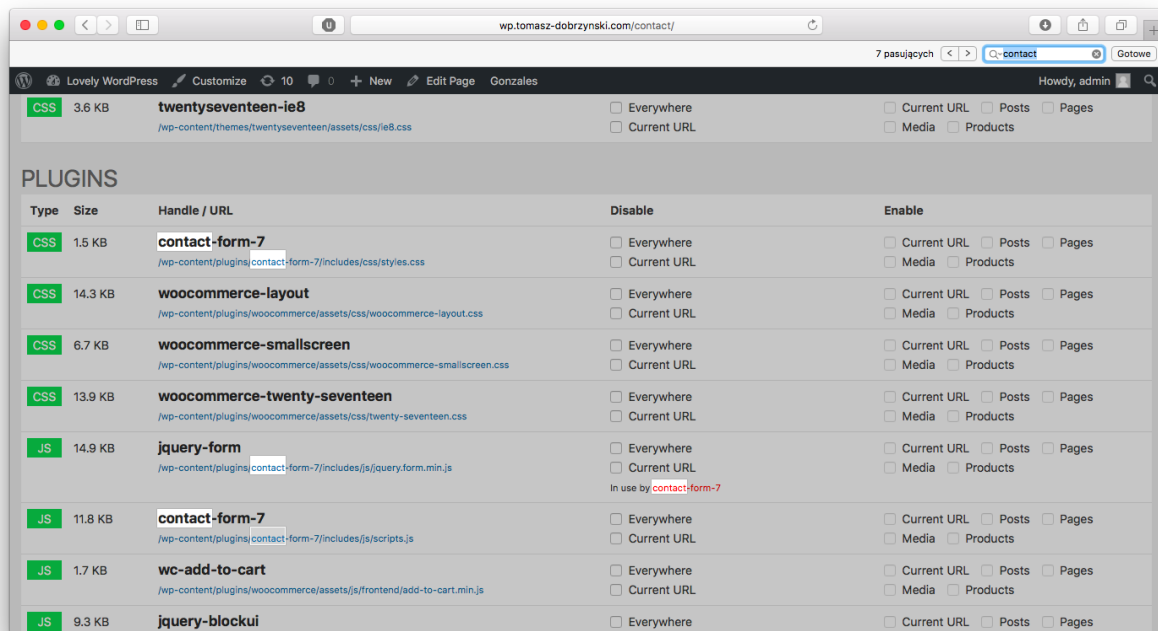 wp.tomasz-dobrzynski.com/contact/
7 pasujących < > contact Gotowe
Lovely WordPress Customize 10 0 New Edit Page Gonzales Howdy, admin
CSS 3.6 KB twentyseventeen-ie8 Everywhere Current URL Posts Pages
/wp-content/themes/twentyseventeen/assets/css/ie8.css Current URL Media Products
PLUGINS
Type Size Handle / URL Disable Enable
CSS 1.5 KB contact-form-7 Everywhere Current URL Posts Pages
/wp-content/plugins/contact-form-7/includes/css/styles.css Current URL Media Products
CSS 14.3 KB woocommerce-layout Everywhere Current URL Posts Pages
/wp-content/plugins/woocommerce/assets/css/woocommerce-layout.css Current URL Media Products
CSS 6.7 KB woocommerce-smallscreen Everywhere Current URL Posts Pages
/wp-content/plugins/woocommerce/assets/css/woocommerce-smallscreen.css Current URL Media Products
CSS 13.9 KB woocommerce-twenty-seventeen Everywhere Current URL Posts Pages
/wp-content/plugins/woocommerce/assets/css/twenty-seventeen.css Current URL Media Products
JS 14.9 KB jquery-form Everywhere Current URL Posts Pages
/wp-content/plugins/contact-form-7/includes/js/jquery.form.min.js Current URL Media Products
In use by contact-form-7
JS 11.8 KB contact-form-7 Everywhere Current URL Posts Pages
/wp-content/plugins/contact-form-7/includes/js/scripts.js Current URL Media Products
JS 1.7 KB wc-add-to-cart Everywhere Current URL Posts Pages
/wp-content/plugins/woocommerce/assets/js/frontend/add-to-cart.min.js Current URL Media Products
JS 9.3 KB jquery-blockui Everywhere Current URL Posts Pages